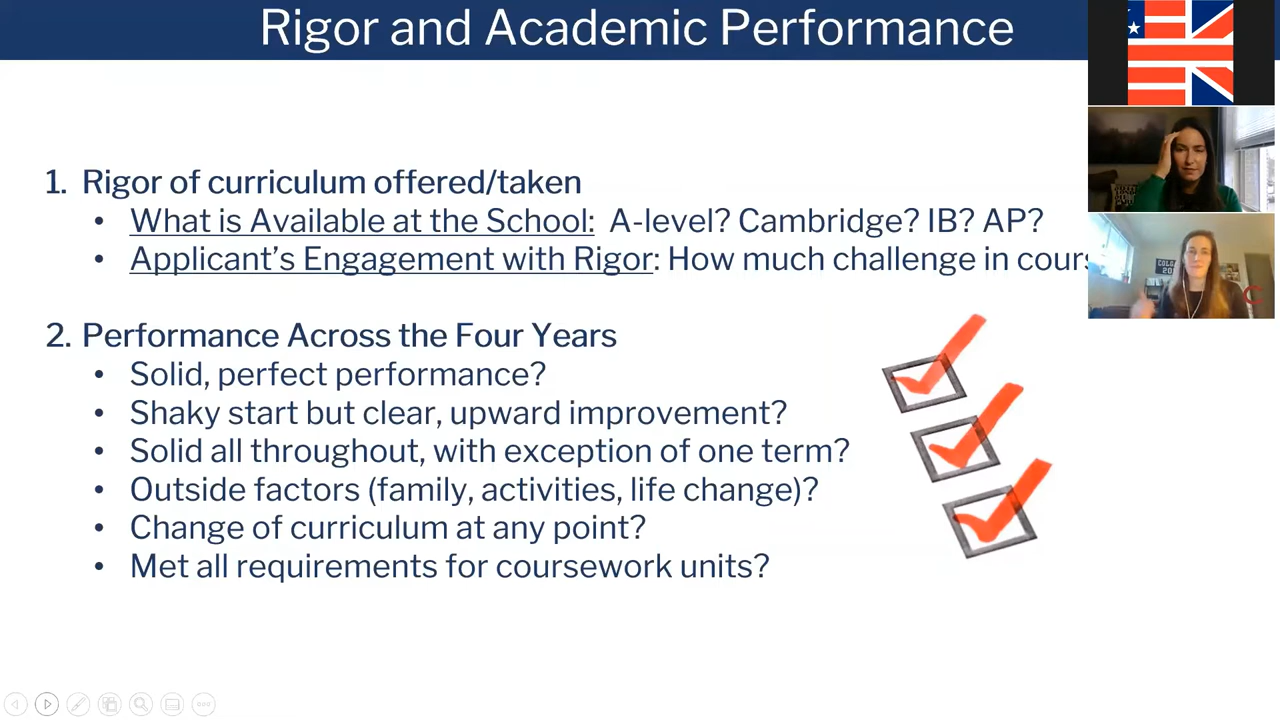 Rigor and Academic Performance
1. Rigor of curriculum offered/taken
• What is Available at the School: A-level? Cambridge? IB? AP?
• Applicant's Engagement with Rigor: How much challenge in
2. Performance Across the Four Years
• Solid, perfect performance?
• Shaky start but clear, upward improvement?
• Solid all throughout, with exception of one term?
• Outside factors (family, activities, life change)?
• Change of curriculum at any point?
• Met all requirements for coursework units?